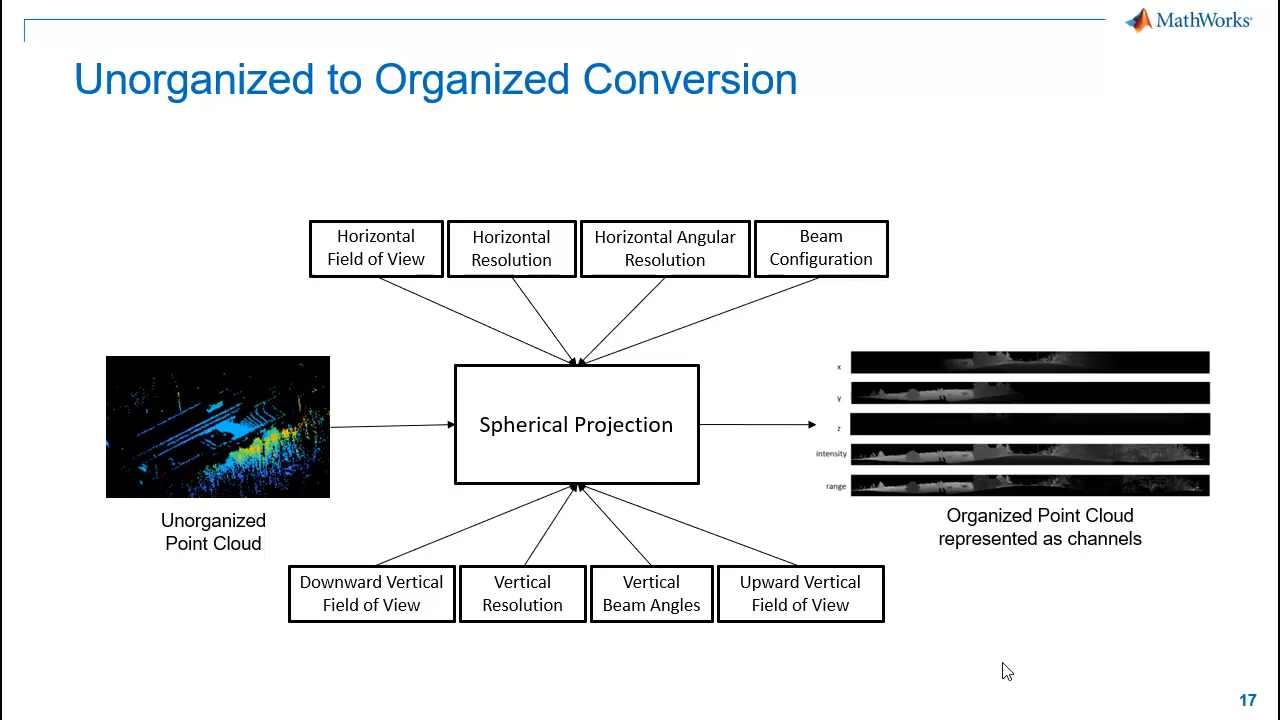 MathWorks®
Unorganized to Organized Conversion
Horizontal
Field of View
Horizontal
Resolution
Horizontal Angular
Resolution
Beam
Configuration
Spherical Projection
x
y
z
intensity
range
Unorganized
Point Cloud
Organized Point Cloud
represented as channels
Downward Vertical
Field of View
Vertical
Resolution
Vertical
Beam Angles
Upward Vertical
Field of View
17